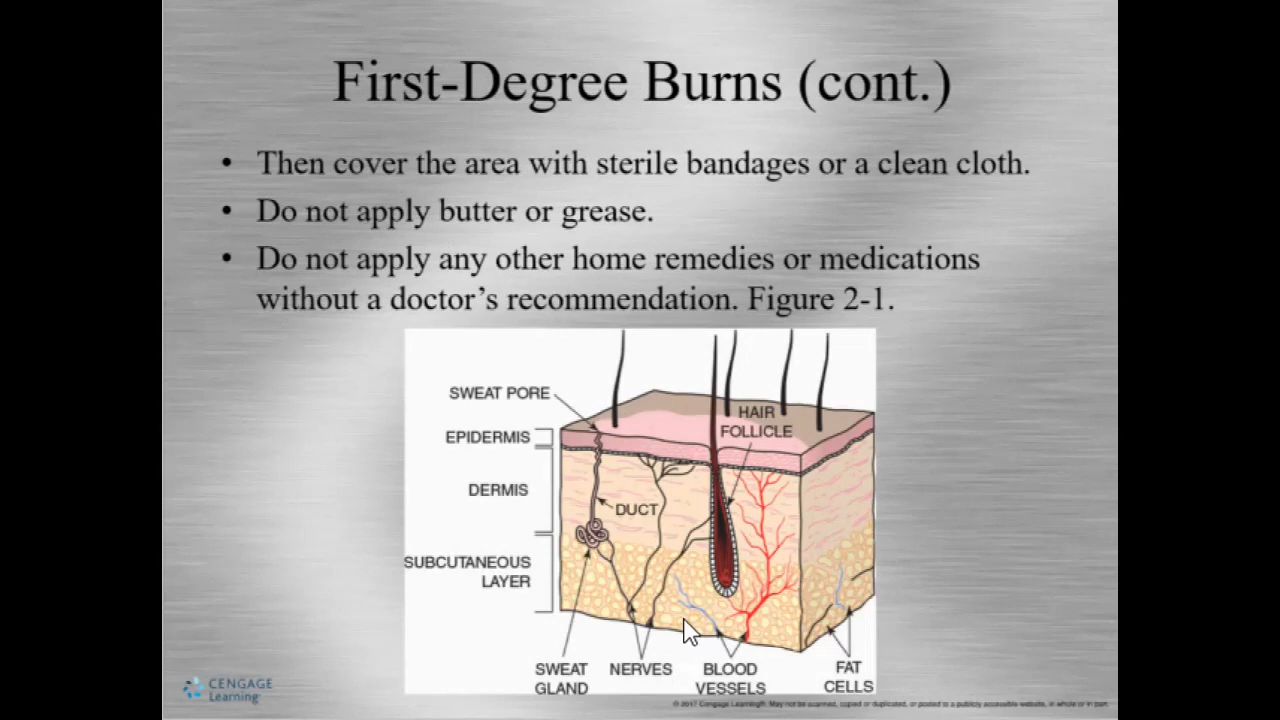 First-Degree Burns (cont.)
• Then cover the area with sterile bandages or a clean cloth.
• Do not apply butter or grease.
• Do not apply any other home remedies or medications
without a doctor’s recommendation. Figure 2-1.
SWEAT PORE
HAIR
FOLLICLE
EPIDERMIS
DERMIS
DUCT
SUBCUTANEOUS
LAYER
SWEAT
GLAND
NERVES
BLOOD
VESSELS
FAT
CELLS
CENGAGE
Learning
© 2017 Cengage Learning®. May not be scanned, copied or duplicated, or posted to a publicly accessible website, in whole or in part.